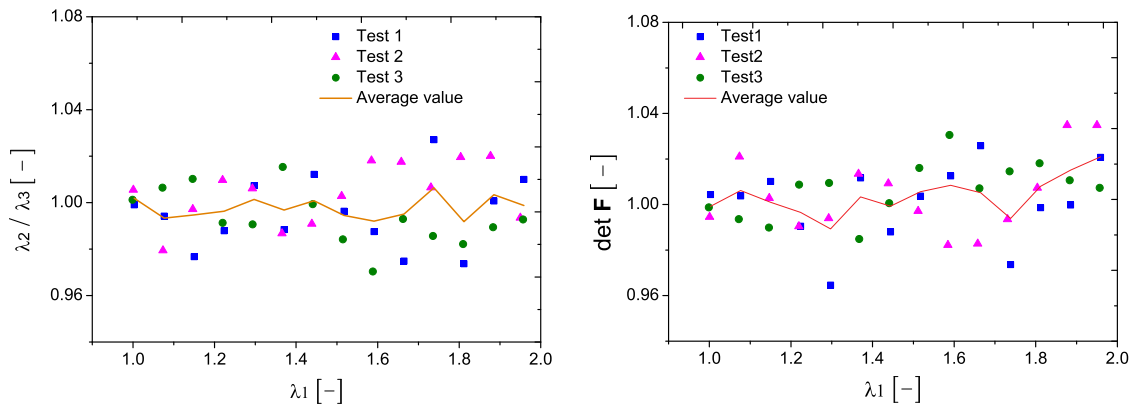 1.08
1.04
1.00
0.96
λ2 / λ3 [ − ]
Test 1
Test 2
Test 3
Average value
1.0 1.2 1.4 1.6 1.8 2.0
λ1 [ − ]
1.08
1.04
1.00
0.96
det F [ − ]
Test1
Test2
Test3
Average value
1.0 1.2 1.4 1.6 1.8 2.0
λ1 [ − ]